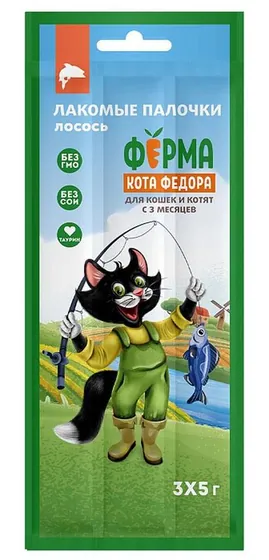 ЛАКОМЫЕ ПАЛОЧКИ
лосось
БЕЗ
ГМО
БЕЗ
СОИ
ТАУРИН
ФЕРМА
КОТА ФЕДОРА
ДЛЯ КОШЕК И КОТЯТ
С 3 МЕСЯЦЕВ
3X5 г